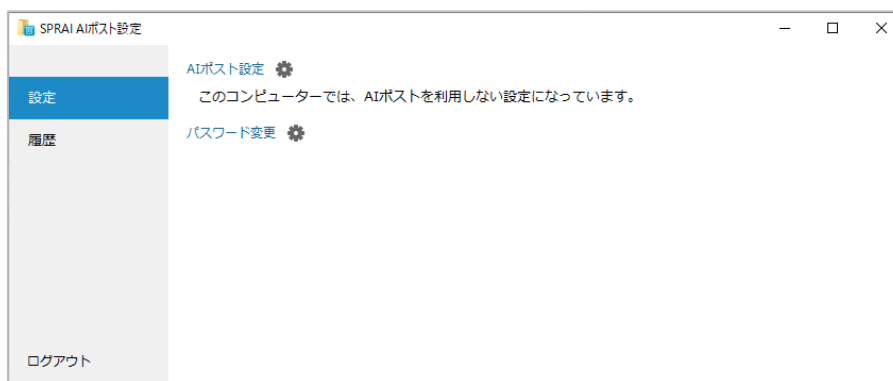 SPRAI AIポスト設定
設定
履歴
ログアウト
AIポスト設定
このコンピューターでは、AIポストを利用しない設定になっています。
パスワード変更